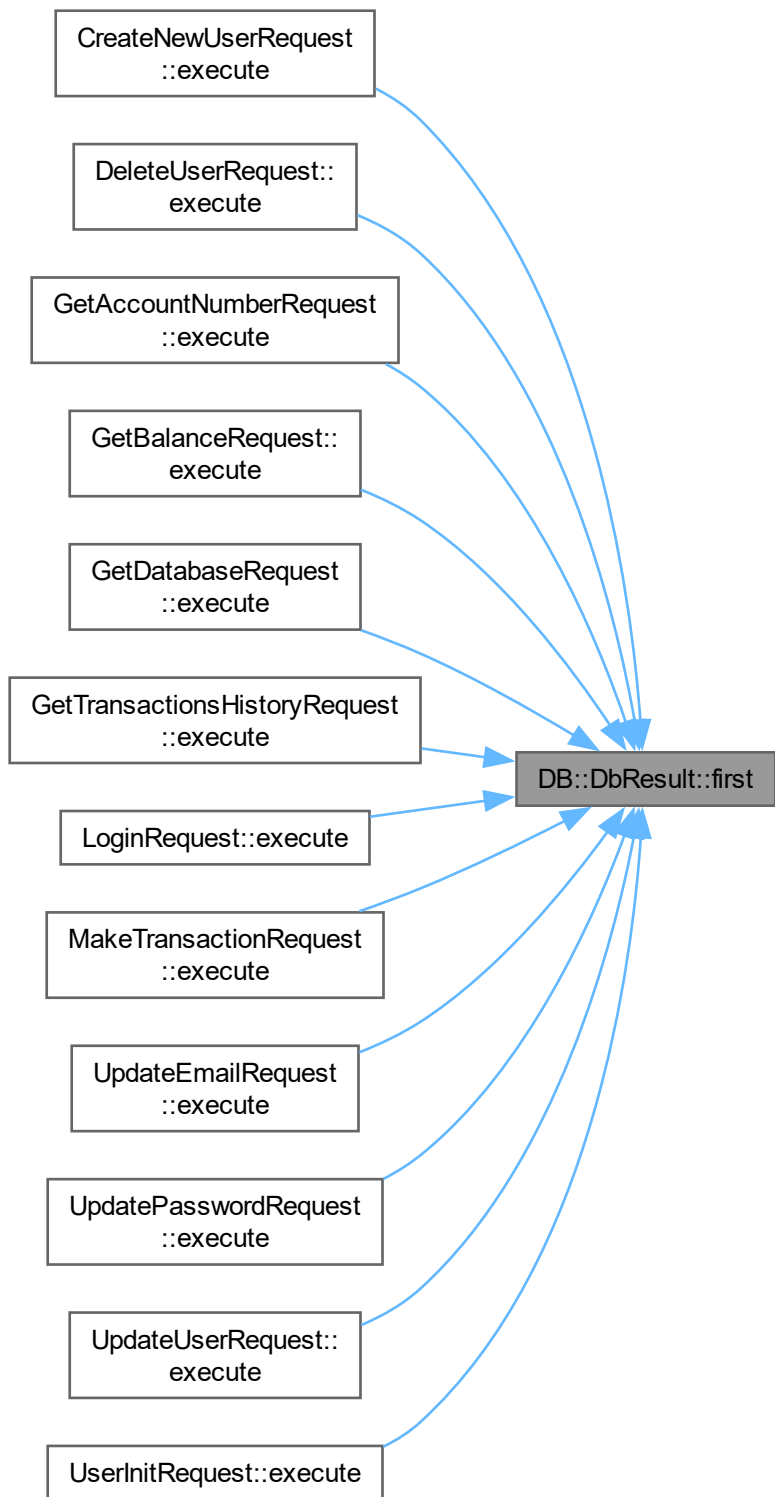 CreateNewUserRequest
::execute
DeleteUserRequest::
execute
GetAccountNumberRequest
::execute
GetBalanceRequest::
execute
GetDatabaseRequest
::execute
GetTransactionsHistoryRequest
::execute
DB::DbResult::first
LoginRequest::execute
MakeTransactionRequest
::execute
UpdateEmailRequest
::execute
UpdatePasswordRequest
::execute
UpdateUserRequest::
execute
UserInitRequest::execute